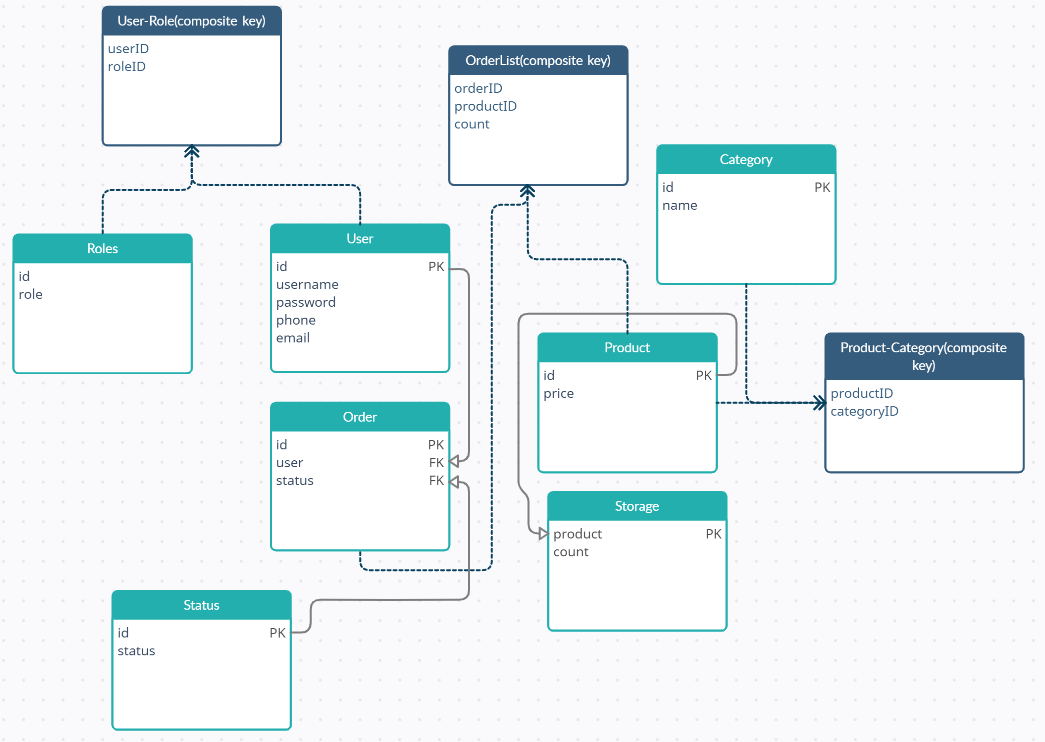 User-Role(composite key)
userID
roleID
OrderList(composite key)
orderID
productID
count
Category
id PK
name
Roles
id
role
User
id PK
username
password
phone
email
Product
id PK
price
Product-Category(composite
key)
productID
categoryID
Order
id PK
user FK
status FK
Storage
product PK
count
Status
id PK
status